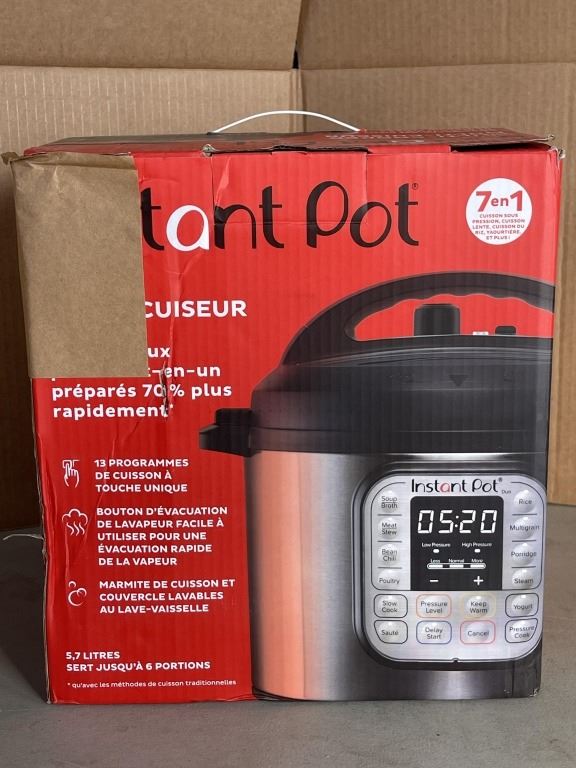 tant Pot®
7en1
CUISSON SOUS
PRESSION, CUISSON
LENTE, CUISSON DU
RIZ, YAOURTIÈRE,
ET PLUS !
CUISEUR
ux
-en-un
préparés 70% plus
rapidement*
13 PROGRAMMES
DE CUISSON À
TOUCHE UNIQUE
BOUTON D'ÉVACUATION
DE LAVAPEUR FACILE À
UTILISER POUR UNE
ÉVACUATION RAPIDE
DE LA VAPEUR
MARMITE DE CUISSON ET
COUVERCLE LAVABLES
AU LAVE-VAISSELLE
5,7 LITRES
SERT JUSQU'À 6 PORTIONS
* qu'avec les méthodes de cuisson traditionnelles
Instant Pot®
Duo
Soup
Broth
Meat
Stew
Bean
Chili
Poultry
Slow
Cook
Sauté
05:20
Low Pressure High Pressure
Less Normal More
− +
Pressure
Level
Keep
Warm
Delay
Start
Cancel
Rice
Multigrain
Porridge
Steam
Yogurt
Pressure
Cook